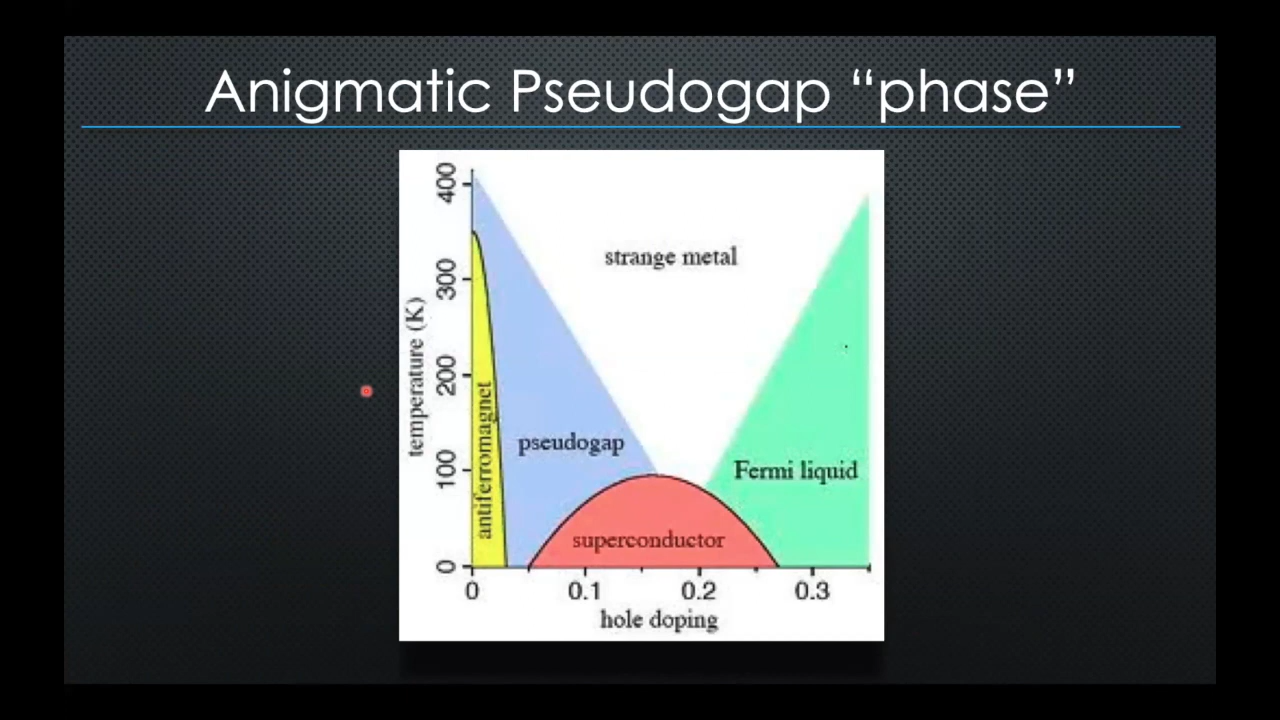 Anigmatic Pseudogap “phase”
400
300
200
100
0
temperature (K)
strange metal
antiferromagnet
pseudogap
Fermi liquid
superconductor
0 0.1 0.2 0.3
hole doping